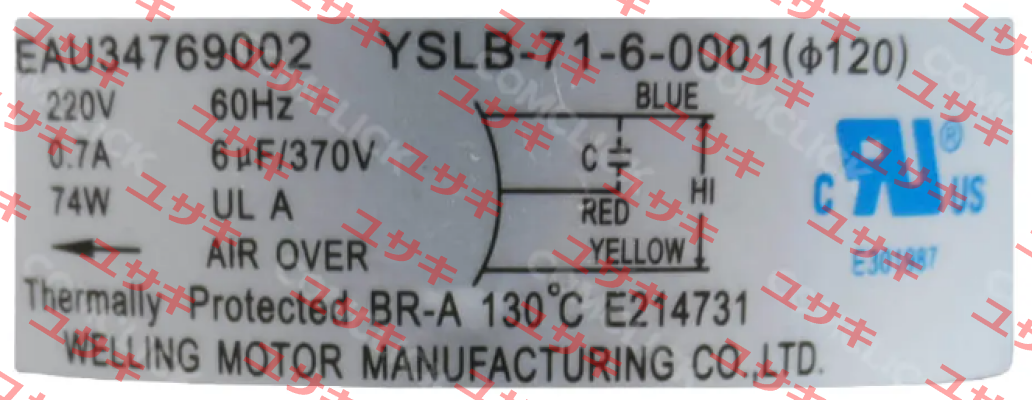 EAU34769002 YSLB-71-6-0001(ϕ120)
220V 60Hz BLUE
0.7A 6µF/370V C
74W UL A RED HI
AIR OVER YELLOW
C US ®
Thermally Protected BR-A 130°C E214731
WELLING MOTOR MANUFACTURING CO.,LTD.
ユサキ
COMCLICK